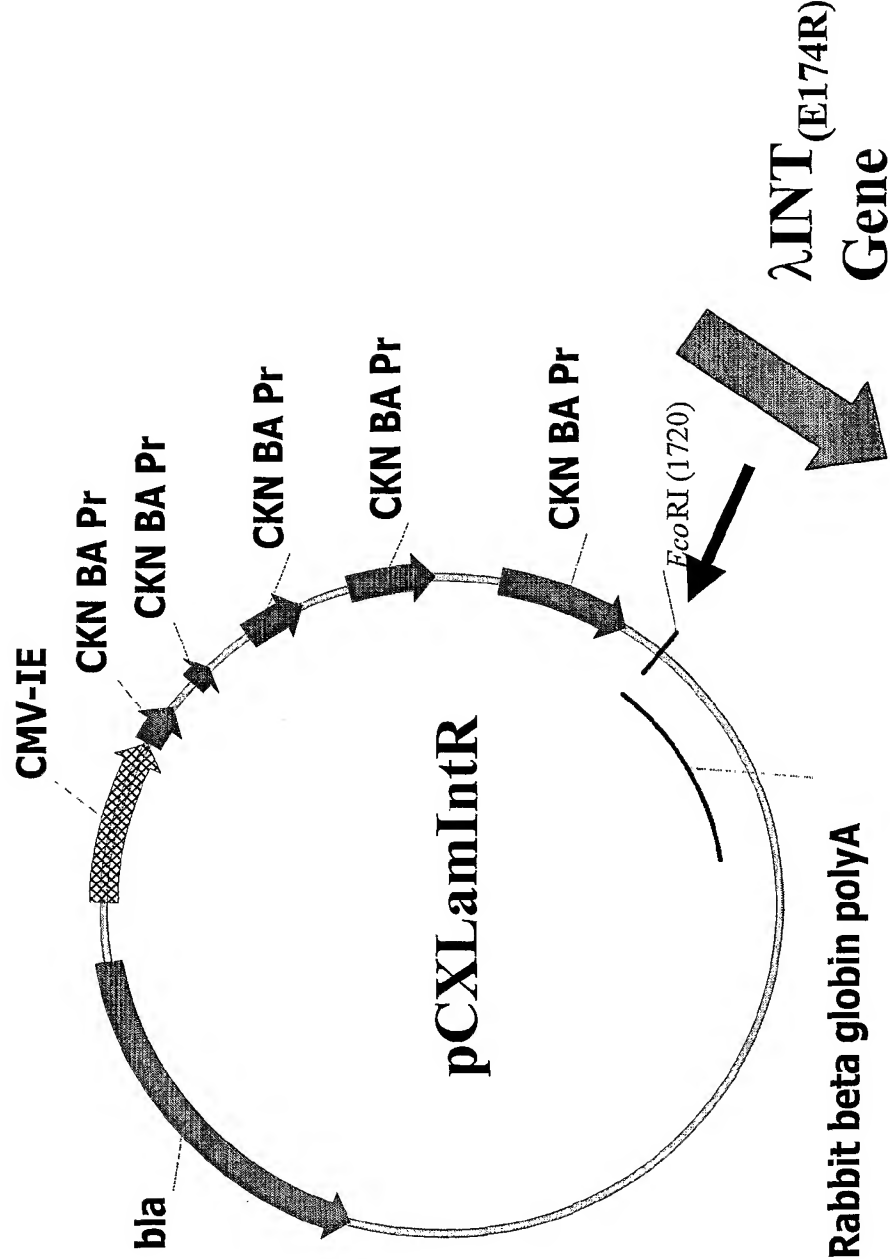 CMV-IE
CKN BA Pr
CKN BA Pr
CKN BA Pr
CKN BA Pr
CKN BA Pr
bla
pCXLamIntR
EcoRI (1720)
λINT(E174R)
Gene
Rabbit beta globin polyA